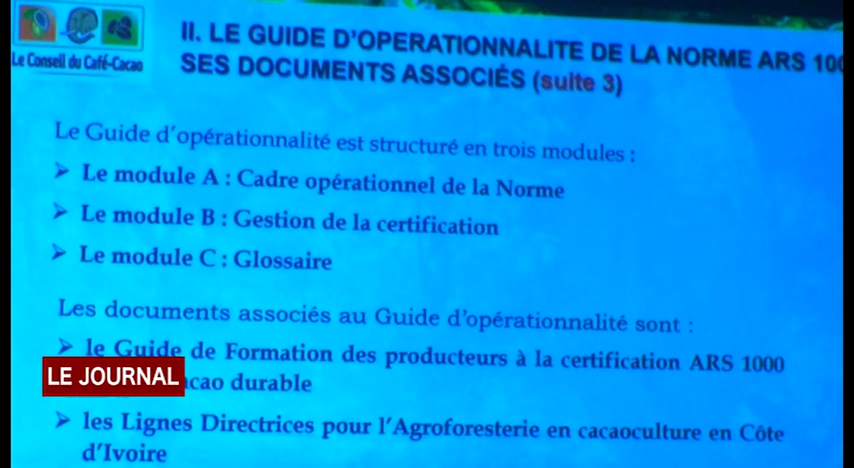 Le Conseil du Café-Cacao
II. LE GUIDE D'OPERATIONNALITE DE LA NORME ARS 100
SES DOCUMENTS ASSOCIÉS (suite 3)
Le Guide d'opérationnalité est structuré en trois modules :
➢ Le module A : Cadre opérationnel de la Norme
➢ Le module B : Gestion de la certification
➢ Le module C : Glossaire
Les documents associés au Guide d'opérationnalité sont :
➢ le Guide de Formation des producteurs à la certification ARS 1000
cacao durable
➢ les Lignes Directrices pour l'Agroforesterie en cacaoculture en Côte
d'Ivoire
LE JOURNAL